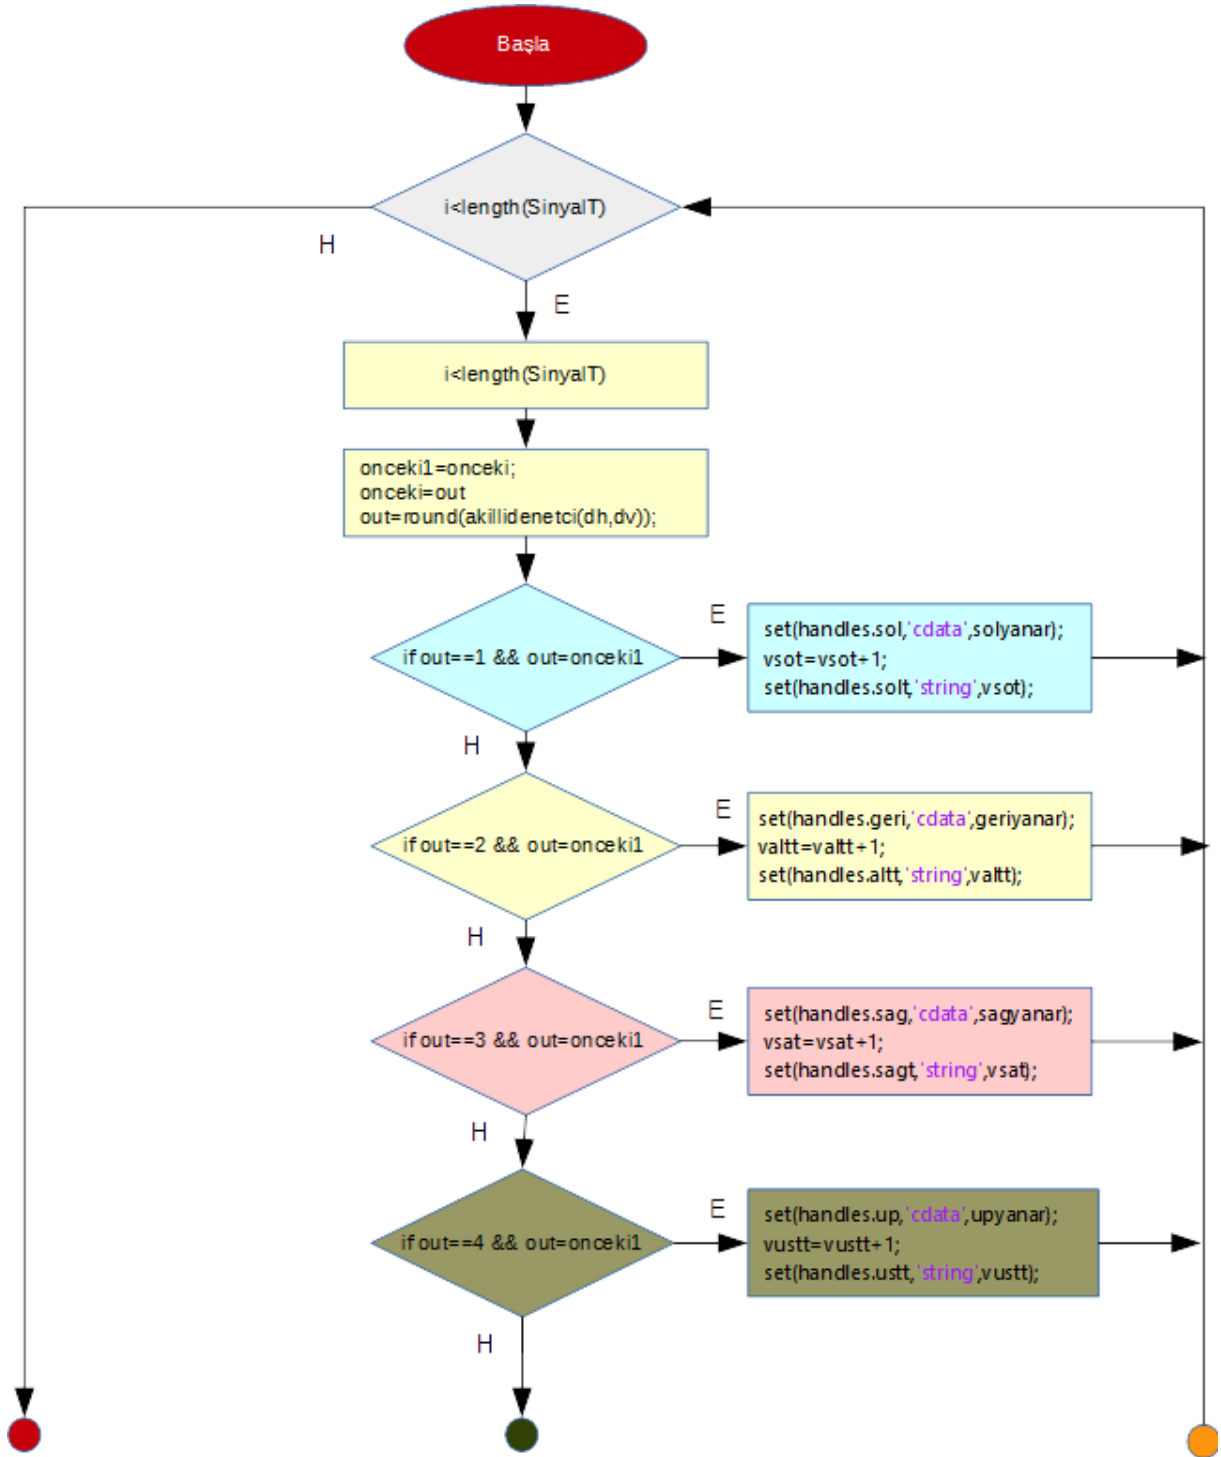 Başla
i<length(SinyalT)
H
E
i<length(SinyalT)
onceki1=onceki;
onceki=out
out=round(akillidenetci(dh,dv));
if out==1 && out=onceki1
E
set(handles.sol,'cdata',solyanar);
vsot=vsot+1;
set(handles.solt,'string',vsot);
H
if out==2 && out=onceki1
E
set(handles.geri,'cdata',geriyanar);
valtt=valtt+1;
set(handles.altt,'string',valtt);
H
if out==3 && out=onceki1
E
set(handles.sag,'cdata',sagyanar);
vsat=vsat+1;
set(handles.sagt,'string',vsat);
H
if out==4 && out=onceki1
E
set(handles.up,'cdata',upyanar);
vustt=vustt+1;
set(handles.ustt,'string',vustt);
H